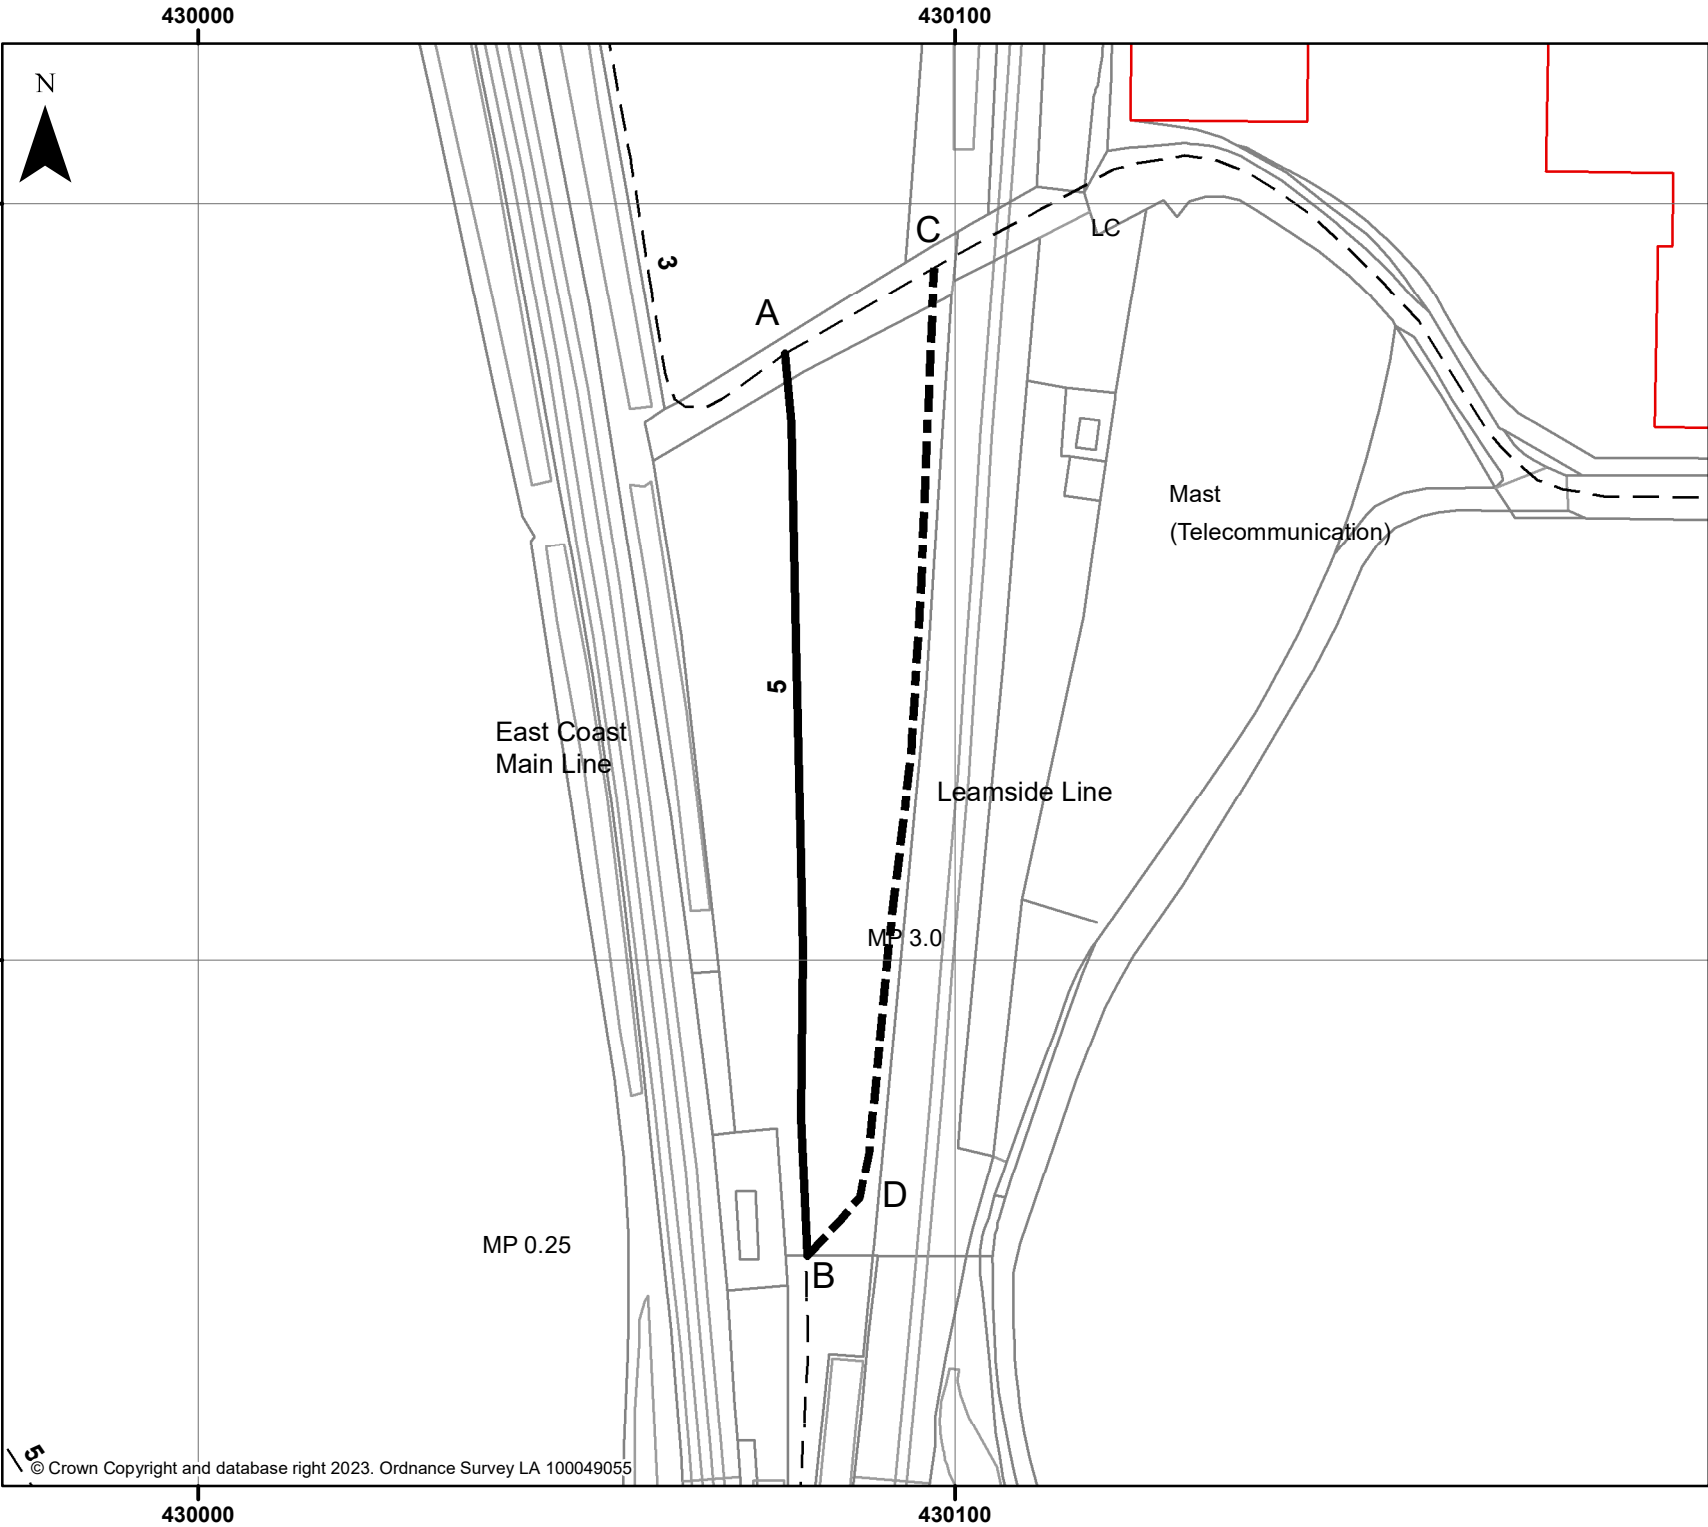 430000
430100
N
C
LC
3
A
Mast
(Telecommunication)
5
East Coast
Main Line
Leamside Line
MP 3.0
D
MP 0.25
B
5
© Crown Copyright and database right 2023. Ordnance Survey LA 100049055
430000
430100